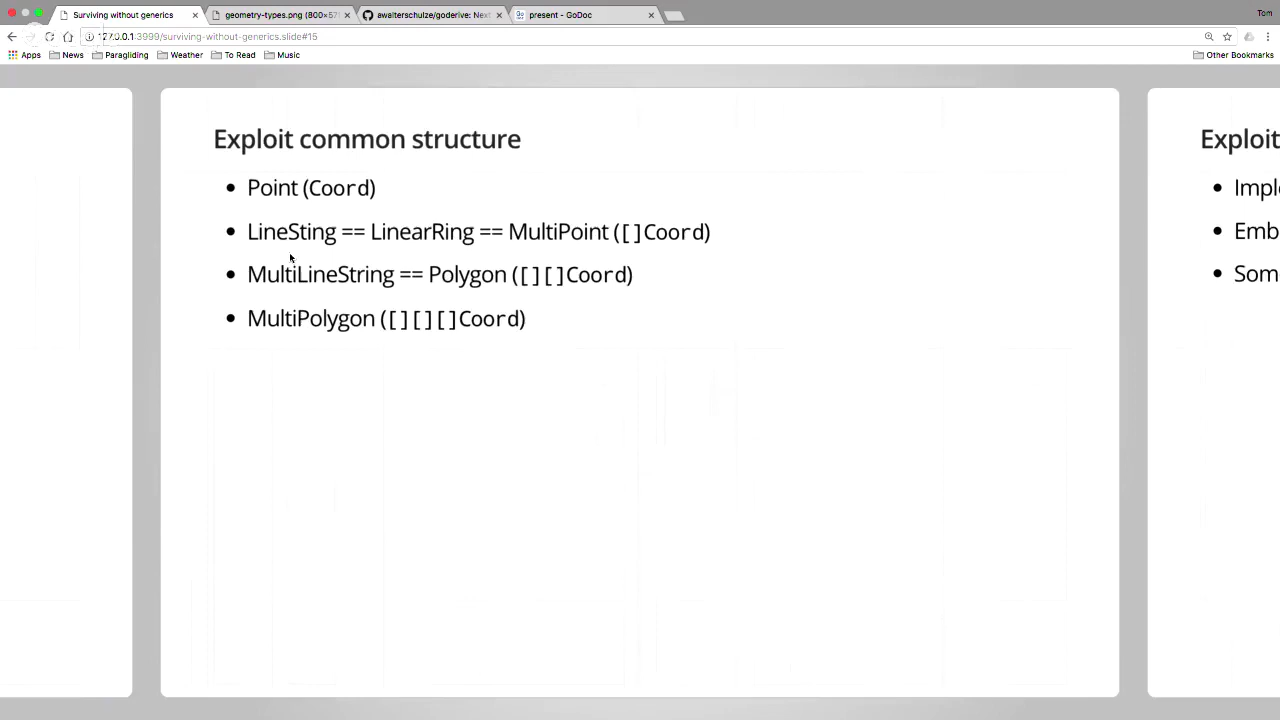 Surviving without generics
geometry-types.png (800×57
awalterschulze/goderive: Nex
present - GoDoc
Tom
127.0.0.1:3999/surviving-without-generics.slide#15
Apps
News
Paragliding
Weather
To Read
Music
Other Bookmarks
Exploit common structure
• Point (Coord)
• LineSting == LinearRing == MultiPoint ([]Coord)
• MultiLineString == Polygon ([][]Coord)
• MultiPolygon ([][][]Coord)
Exploit
• Impl
• Emb
• Som